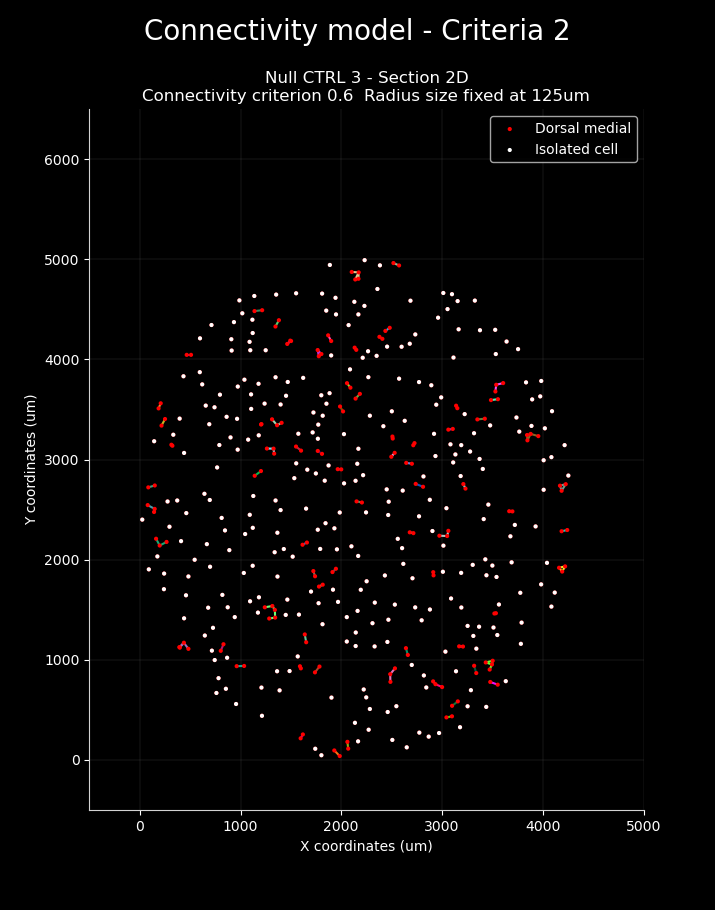 Connectivity model - Criteria 2
Null CTRL 3 - Section 2D
Connectivity criterion 0.6  Radius size fixed at 125um
Dorsal medial
Isolated cell
6000
5000
4000
3000
2000
1000
0
Y coordinates (um)
0
1000
2000
3000
4000
5000
X coordinates (um)